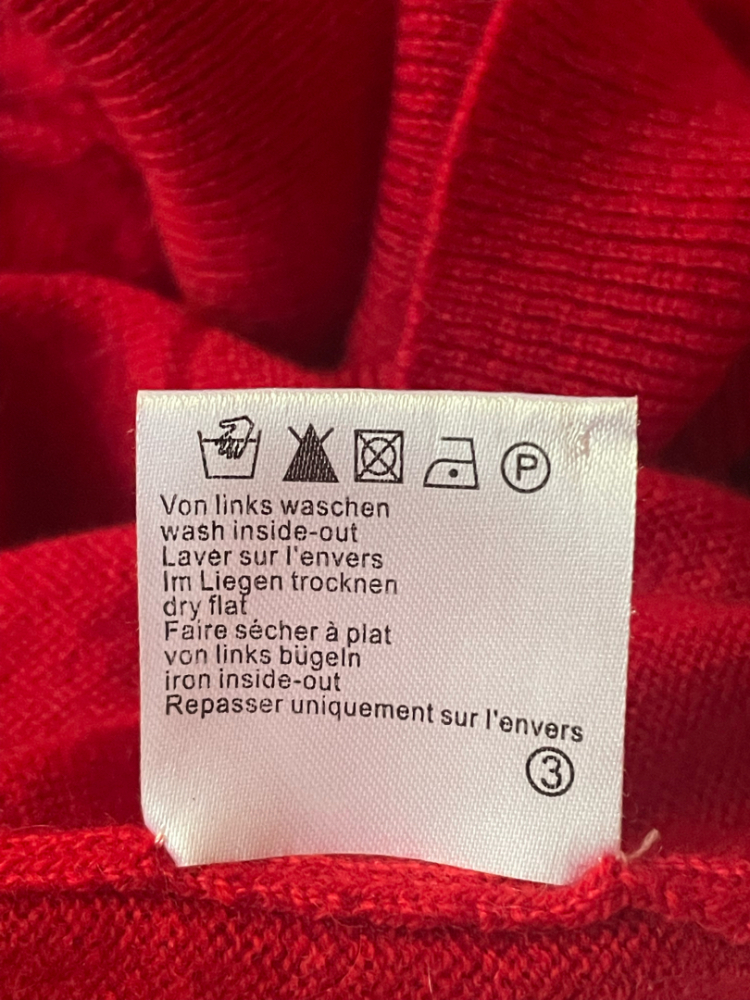 P
Von links waschen
wash inside-out
Laver sur l'envers
Im Liegen trocknen
dry flat
Faire sécher à plat
von links bügeln
iron inside-out
Repasser uniquement sur l'envers
3